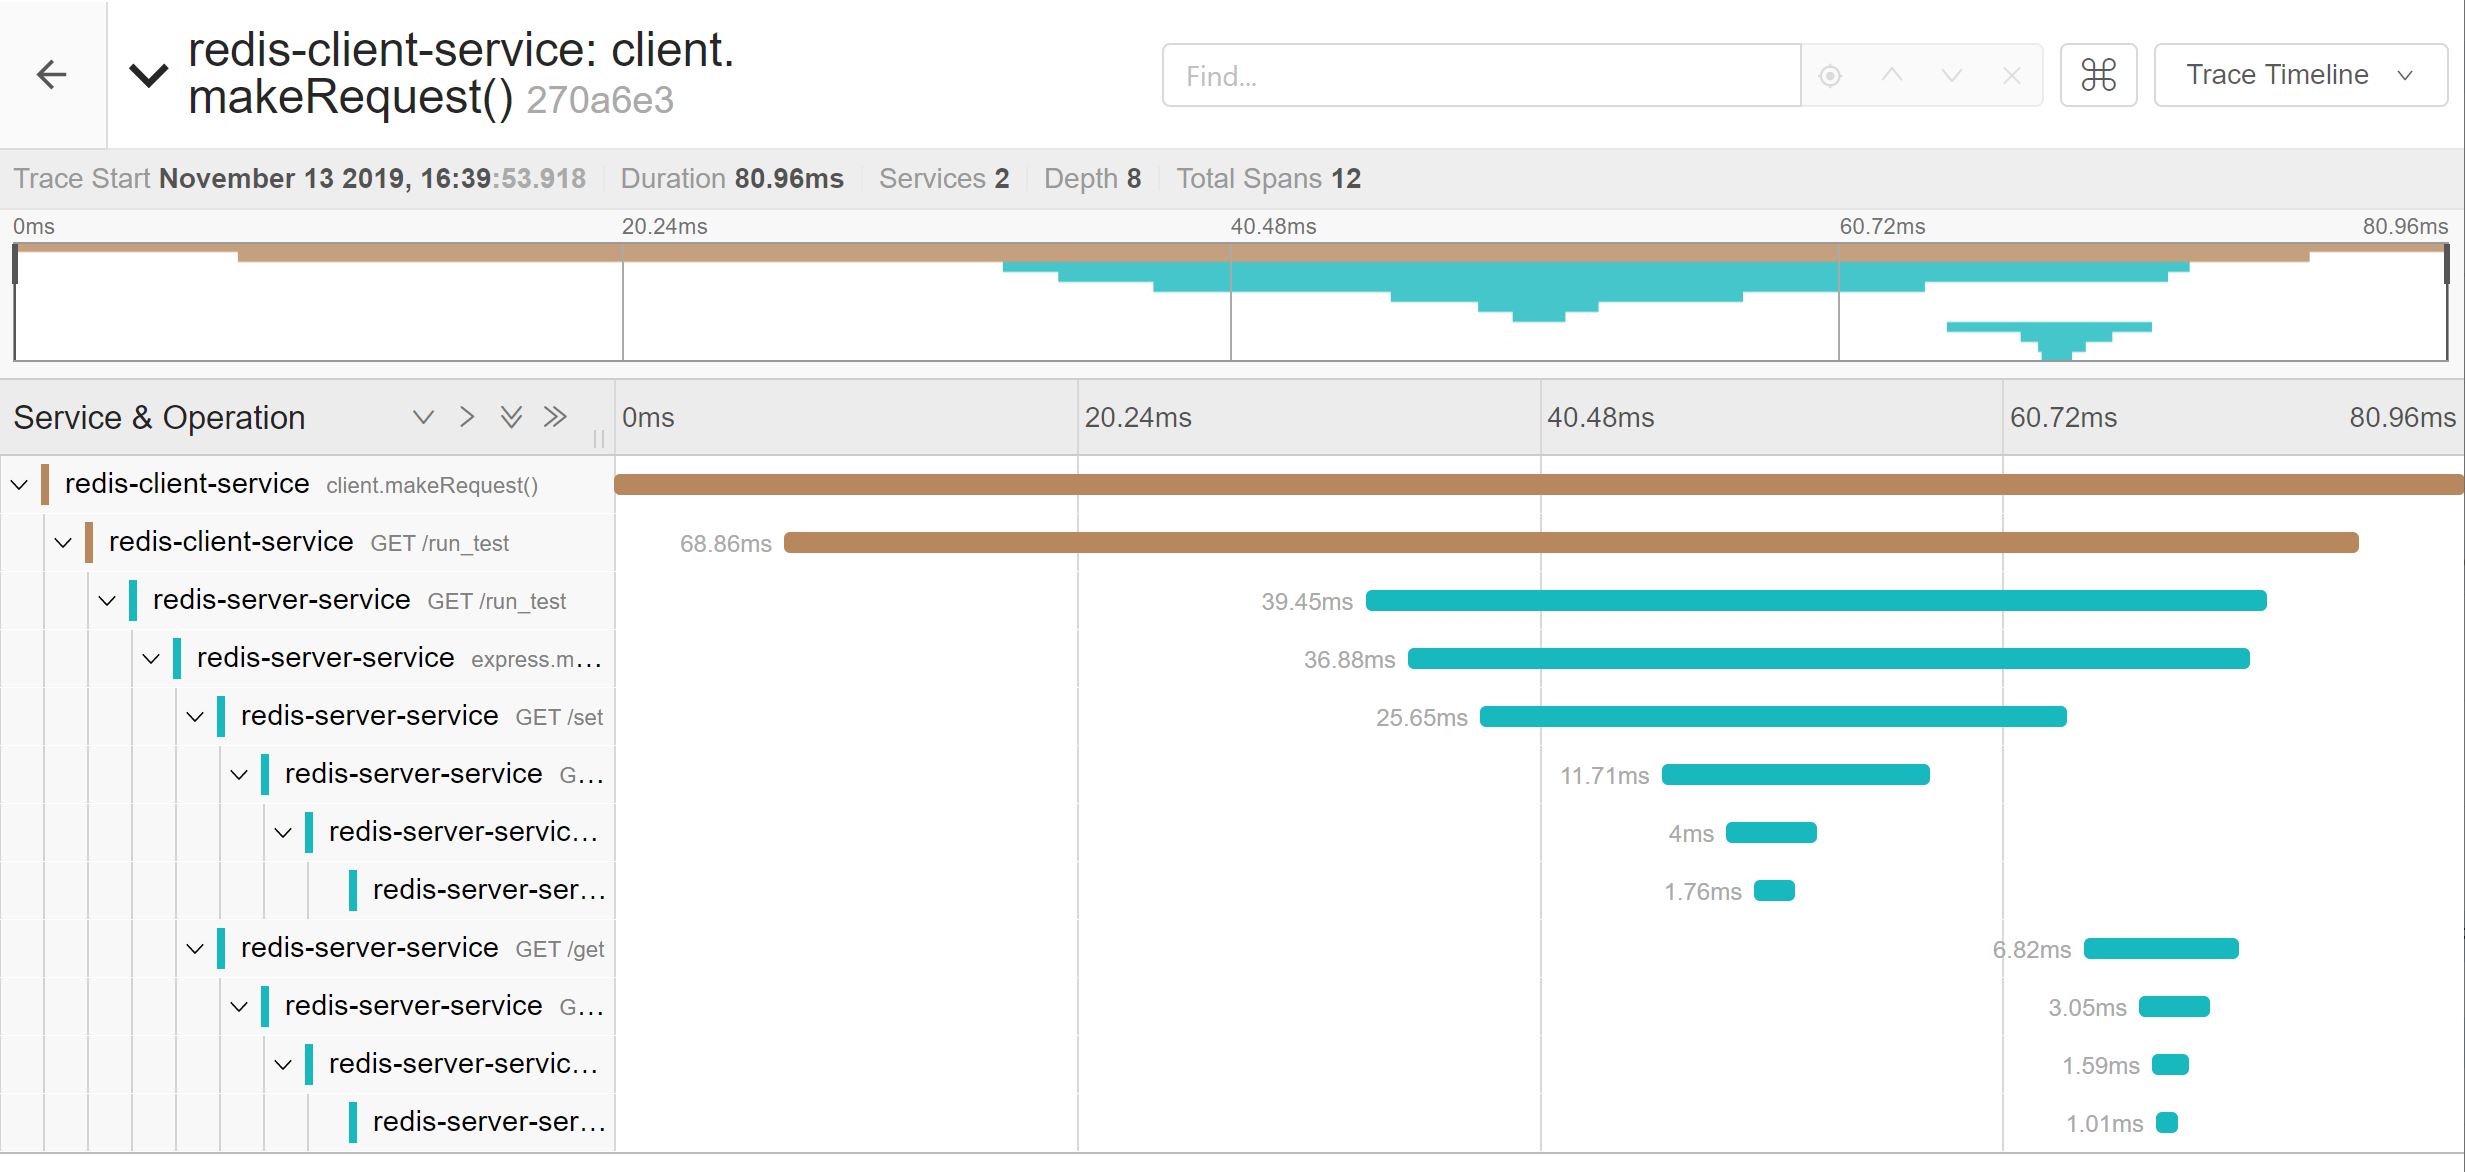 redis-client-service: client.
makeRequest() 270a6e3
Find...
Trace Timeline
Trace Start November 13 2019, 16:39:53.918 Duration 80.96ms Services 2 Depth 8 Total Spans 12
0ms 20.24ms 40.48ms 60.72ms 80.96ms
Service & Operation 0ms 20.24ms 40.48ms 60.72ms 80.96ms
redis-client-service client.makeRequest()
redis-client-service GET /run_test 68.86ms
redis-server-service GET /run_test 39.45ms
redis-server-service express.m... 36.88ms
redis-server-service GET /set 25.65ms
redis-server-service G... 11.71ms
redis-server-servic... 4ms
redis-server-ser... 1.76ms
redis-server-service GET /get 6.82ms
redis-server-service G... 3.05ms
redis-server-servic... 1.59ms
redis-server-ser... 1.01ms